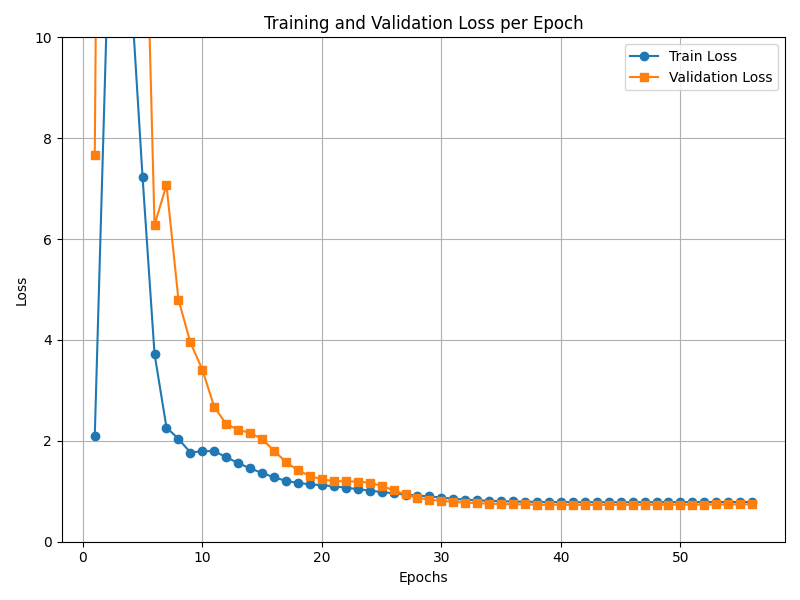 Training and Validation Loss per Epoch
Train Loss
Validation Loss
Loss
10
8
6
4
2
0
0 10 20 30 40 50
Epochs